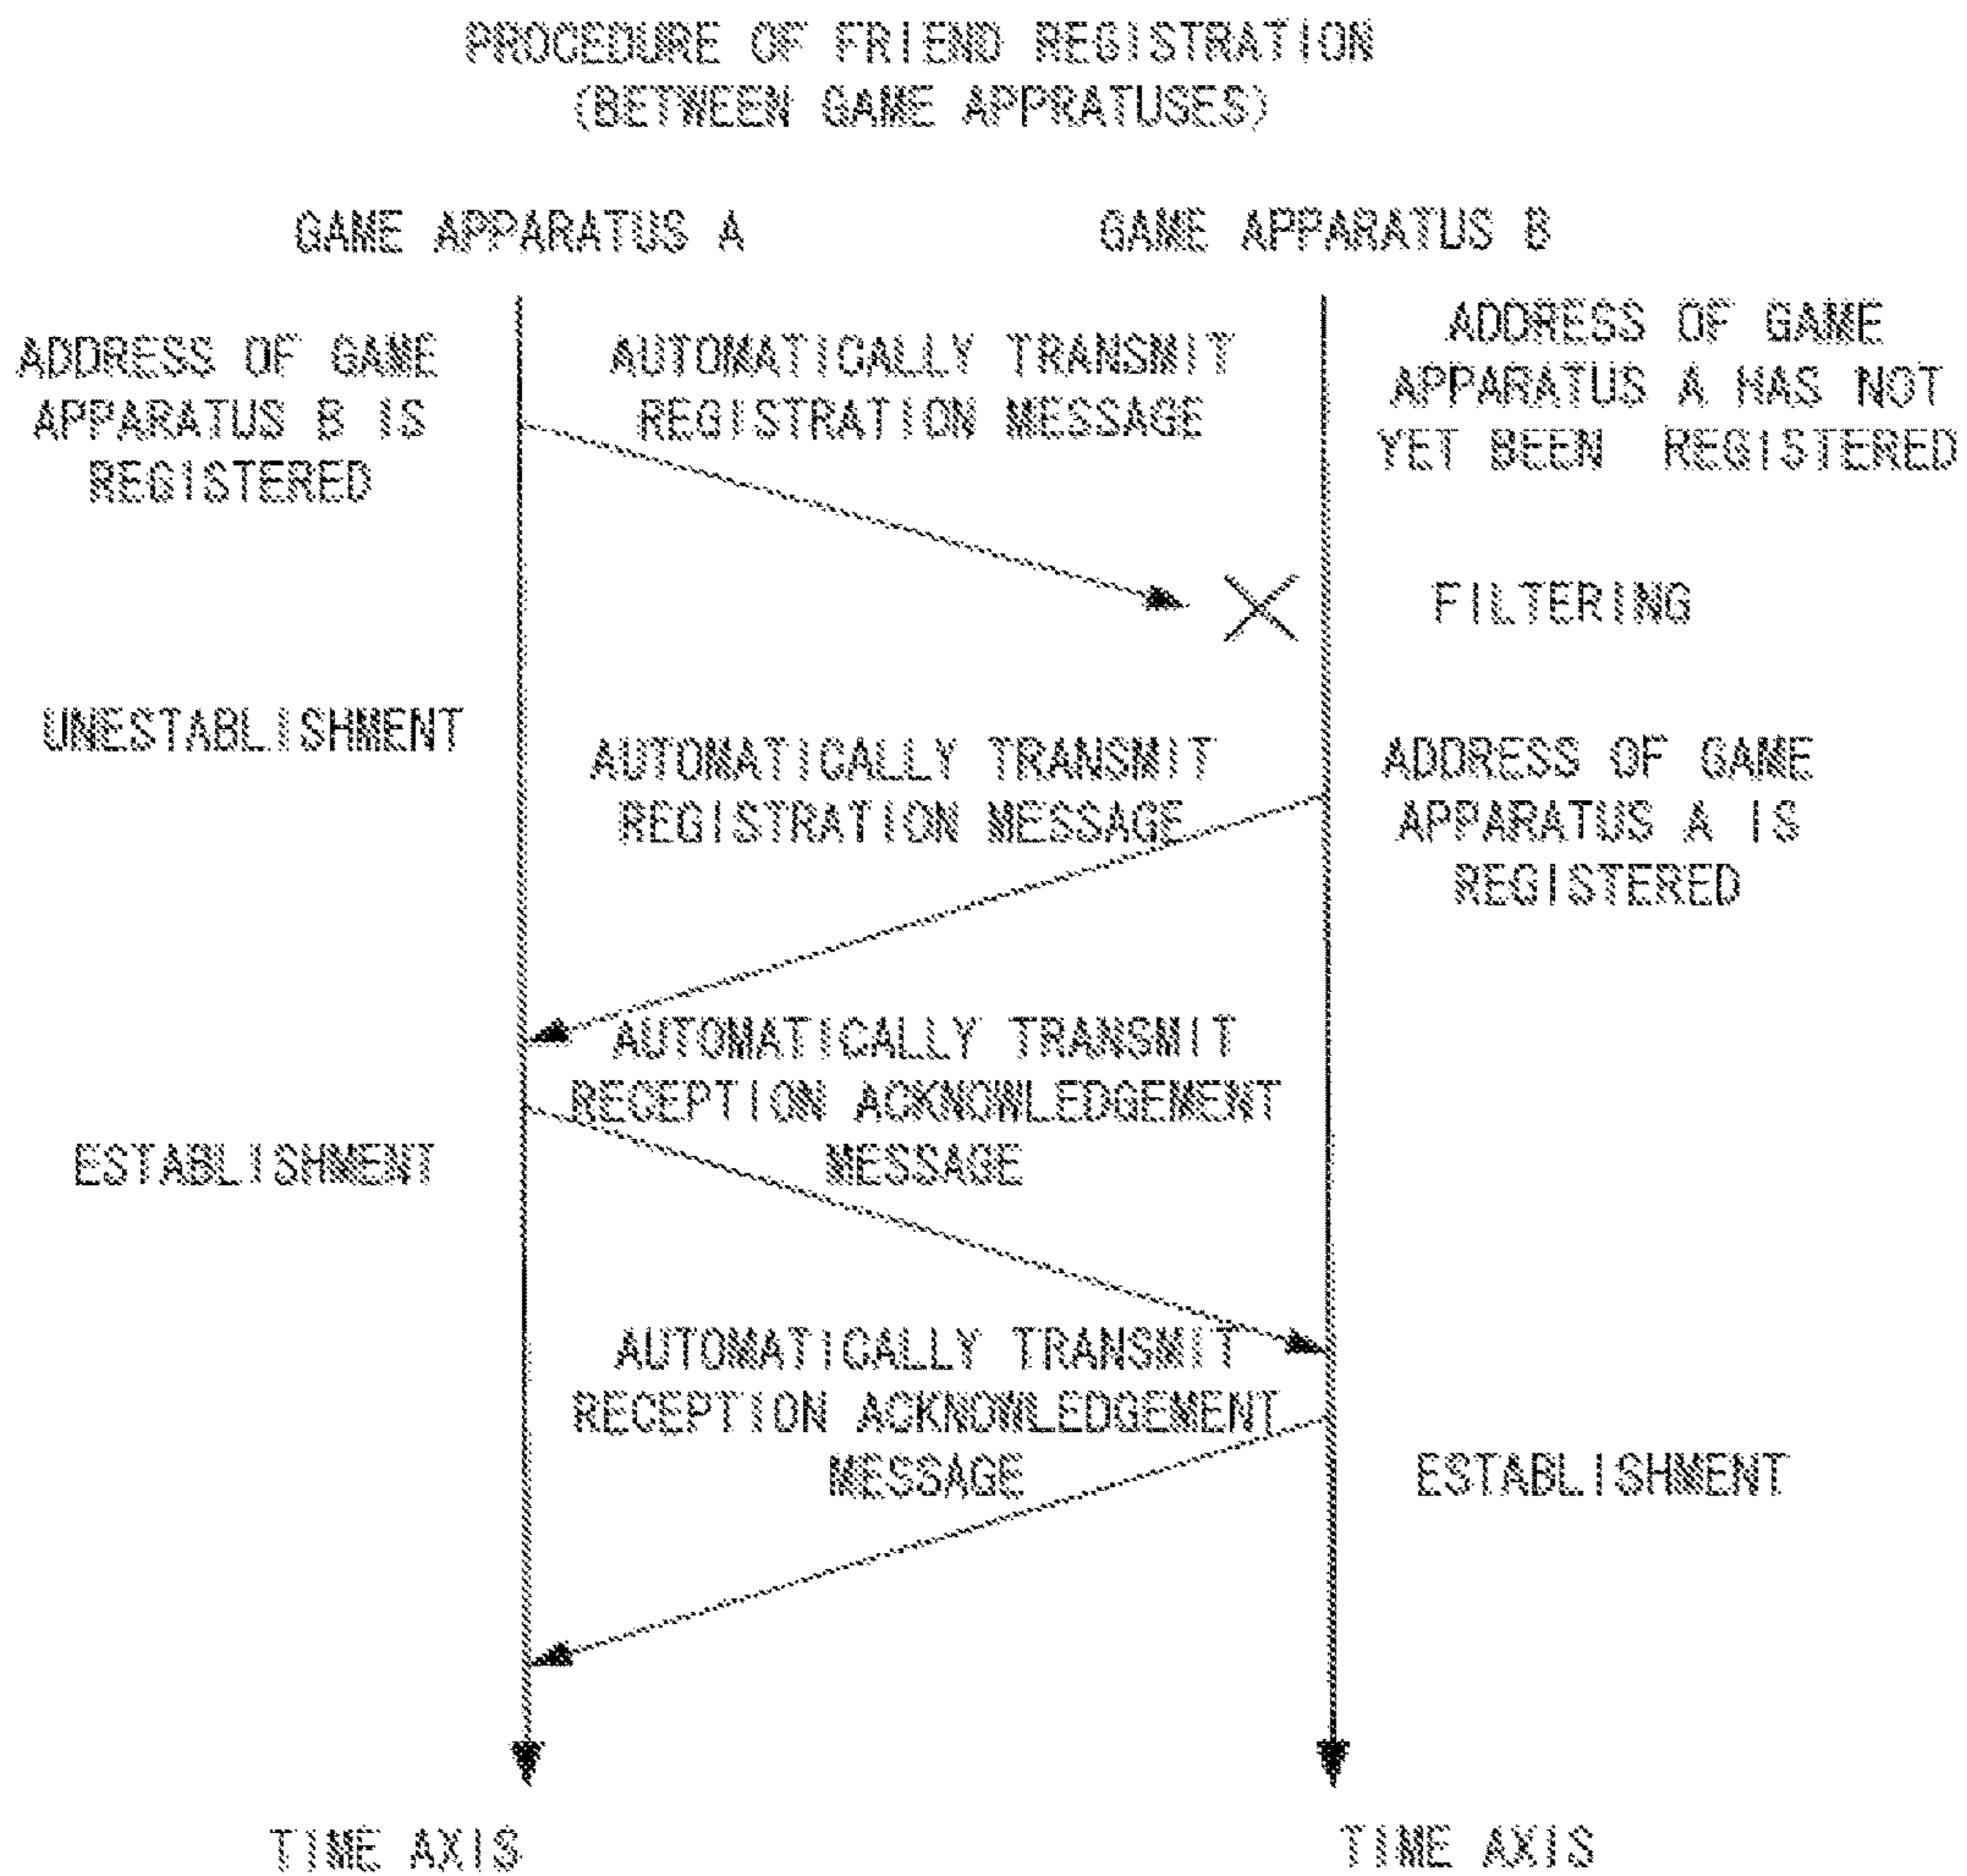 PROCEDURE OF FRIEND REGISTRATION
(BETWEEN GAME APPRATUSES)
GAME APPARATUS A
GAME APPARATUS B
ADDRESS OF GAME
APPARATUS B IS
REGISTERED
AUTOMATICALLY TRANSMIT
REGISTRATION MESSAGE
ADDRESS OF GAME
APPARATUS A HAS NOT
YET BEEN REGISTERED
FILTERING
UNESTABLISHMENT
AUTOMATICALLY TRANSMIT
REGISTRATION MESSAGE
ADDRESS OF GAME
APPARATUS A IS
REGISTERED
AUTOMATICALLY TRANSMIT
RECEPTION ACKNOWLEDGEMENT
MESSAGE
ESTABLISHMENT
AUTOMATICALLY TRANSMIT
RECEPTION ACKNOWLEDGEMENT
MESSAGE
ESTABLISHMENT
TIME AXIS
TIME AXIS